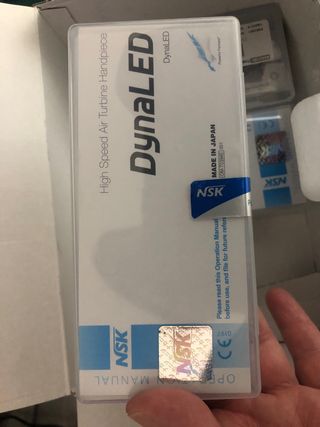 High Speed Air Turbine Handpiece
DynaLED
DynaLED
MADE IN JAPAN
NSK
Please read this Operation Manual
before use, and file for future refere
NSK
NSK
CE
OPERATION MANUAL